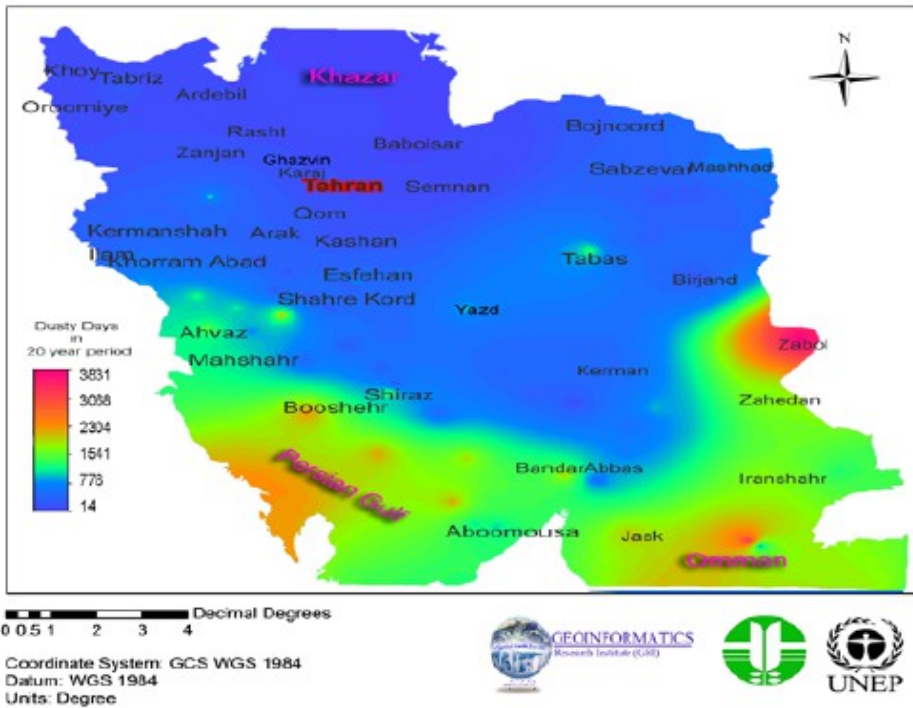 N
Khazar
Khoy
Tabriz
Ardebil
Oroomiye
Rasht
Babolsar
Bojnoord
Zanjan
Ghazvin
Karaj
Sabzevar
Mashhad
Tehran
Semnan
Qom
Kermanshah
Arak
Kashan
Ilam
Khorram Abad
Tabas
Esfehan
Birjand
Shahre Kord
Yazd
Ahvaz
Zabol
Mahshahr
Kerman
Shiraz
Booshehr
Zahedan
Persian Gulf
BandarAbbas
Iranshahr
Aboomousa
Jask
Omman
Dusty Days
in
20 year period
3831
3068
2304
1541
778
14
Decimal Degrees
0 0.5 1 2 3 4
Coordinate System: GCS WGS 1984
Datum: WGS 1984
Units: Degree
GEOINFORMATICS
Research Institute (GRI)
UNEP